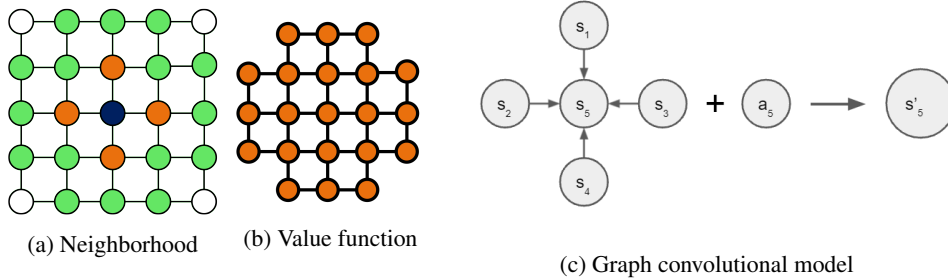 s₁
s₂ s₅ s₃ + a₅ s'₅
s₄
(a) Neighborhood
(b) Value function
(c) Graph convolutional model